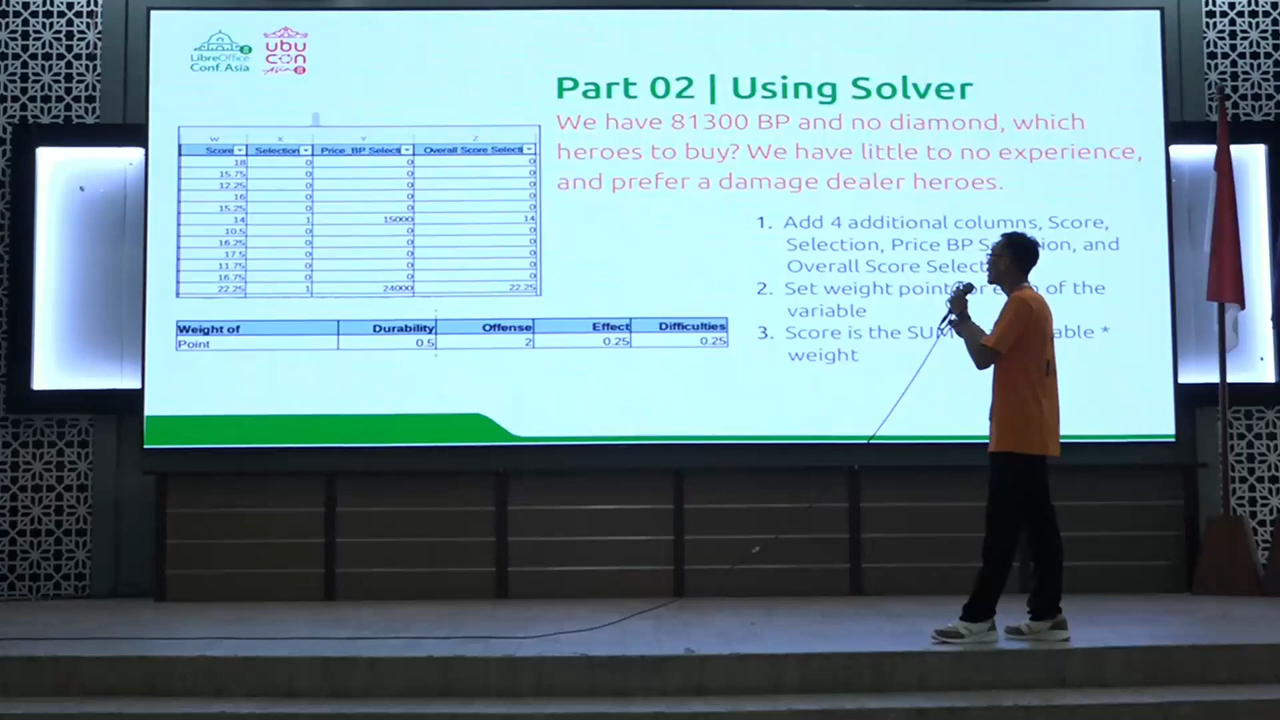 LibreOffice
Conf.Asia
ubu
con
Asia
Part 02 | Using Solver
We have 81300 BP and no diamond, which
heroes to buy? We have little to no experience,
and prefer a damage dealer heroes.
W X Y Z
Score Selection Price BP Select Overall Score Select
18 0 0 0
15.75 0 0 0
12.25 0 0 0
16 0 0 0
15.25 0 0 0
14 1 15000 14
10.5 0 0 0
16.25 0 0 0
17.5 0 0 0
11.75 0 0 0
16.75 0 0 0
22.25 1 24000 22.25
Weight of Durability Offense Effect Difficulties
Point 0.5 2 0.25 0.25
1. Add 4 additional columns, Score,
Selection, Price BP and
Overall Score
2. Set weight point of the
variable
3. Score is the *
weight